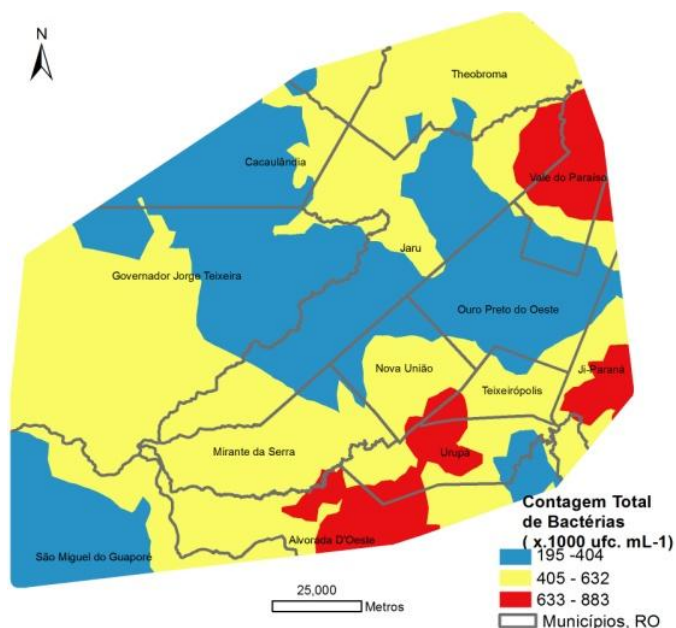 N
Theobroma
Cacaulândia
Vale do Paraíso
Jaru
Governador Jorge Teixeira
Ouro Preto do Oeste
Nova União
Ji-Paraná
Teixeirópolis
Mirante da Serra
Urupá
Alvorada D'Oeste
São Miguel do Guaporé
Contagem Total
de Bactérias
( x.1000 ufc. mL-1)
195 -404
405 - 632
633 - 883
Municípios, RO
25,000
Metros